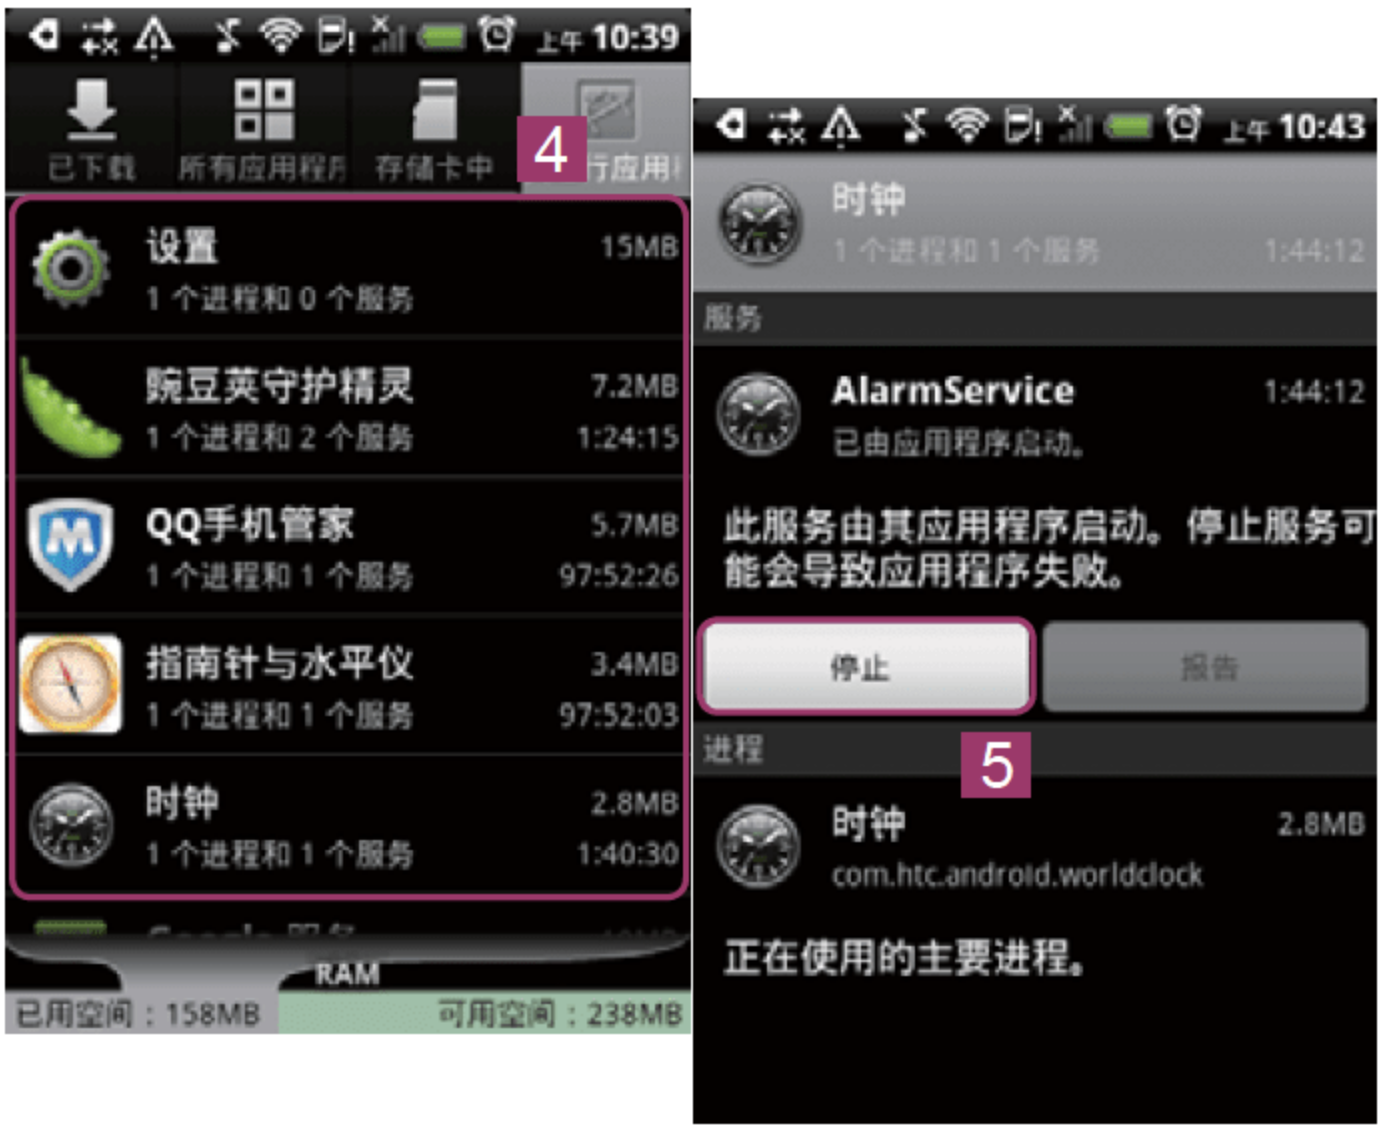 上午 10:39
已下载
所有应用程序
存储卡中
4
行应用
设置
15MB
1 个进程和 0 个服务
豌豆荚守护精灵
7.2MB
1 个进程和 2 个服务
1:24:15
QQ手机管家
5.7MB
1 个进程和 1 个服务
97:52:26
指南针与水平仪
3.4MB
1 个进程和 1 个服务
97:52:03
时钟
2.8MB
1 个进程和 1 个服务
1:40:30
RAM
已用空间：158MB
可用空间：238MB
上午 10:43
时钟
1 个进程和 1 个服务
1:44:12
服务
AlarmService
1:44:12
已由应用程序启动。
此服务由其应用程序启动。 停止服务可
能会导致应用程序失败。
停止
报告
进程
5
时钟
2.8MB
com.htc.android.worldclock
正在使用的主要进程。